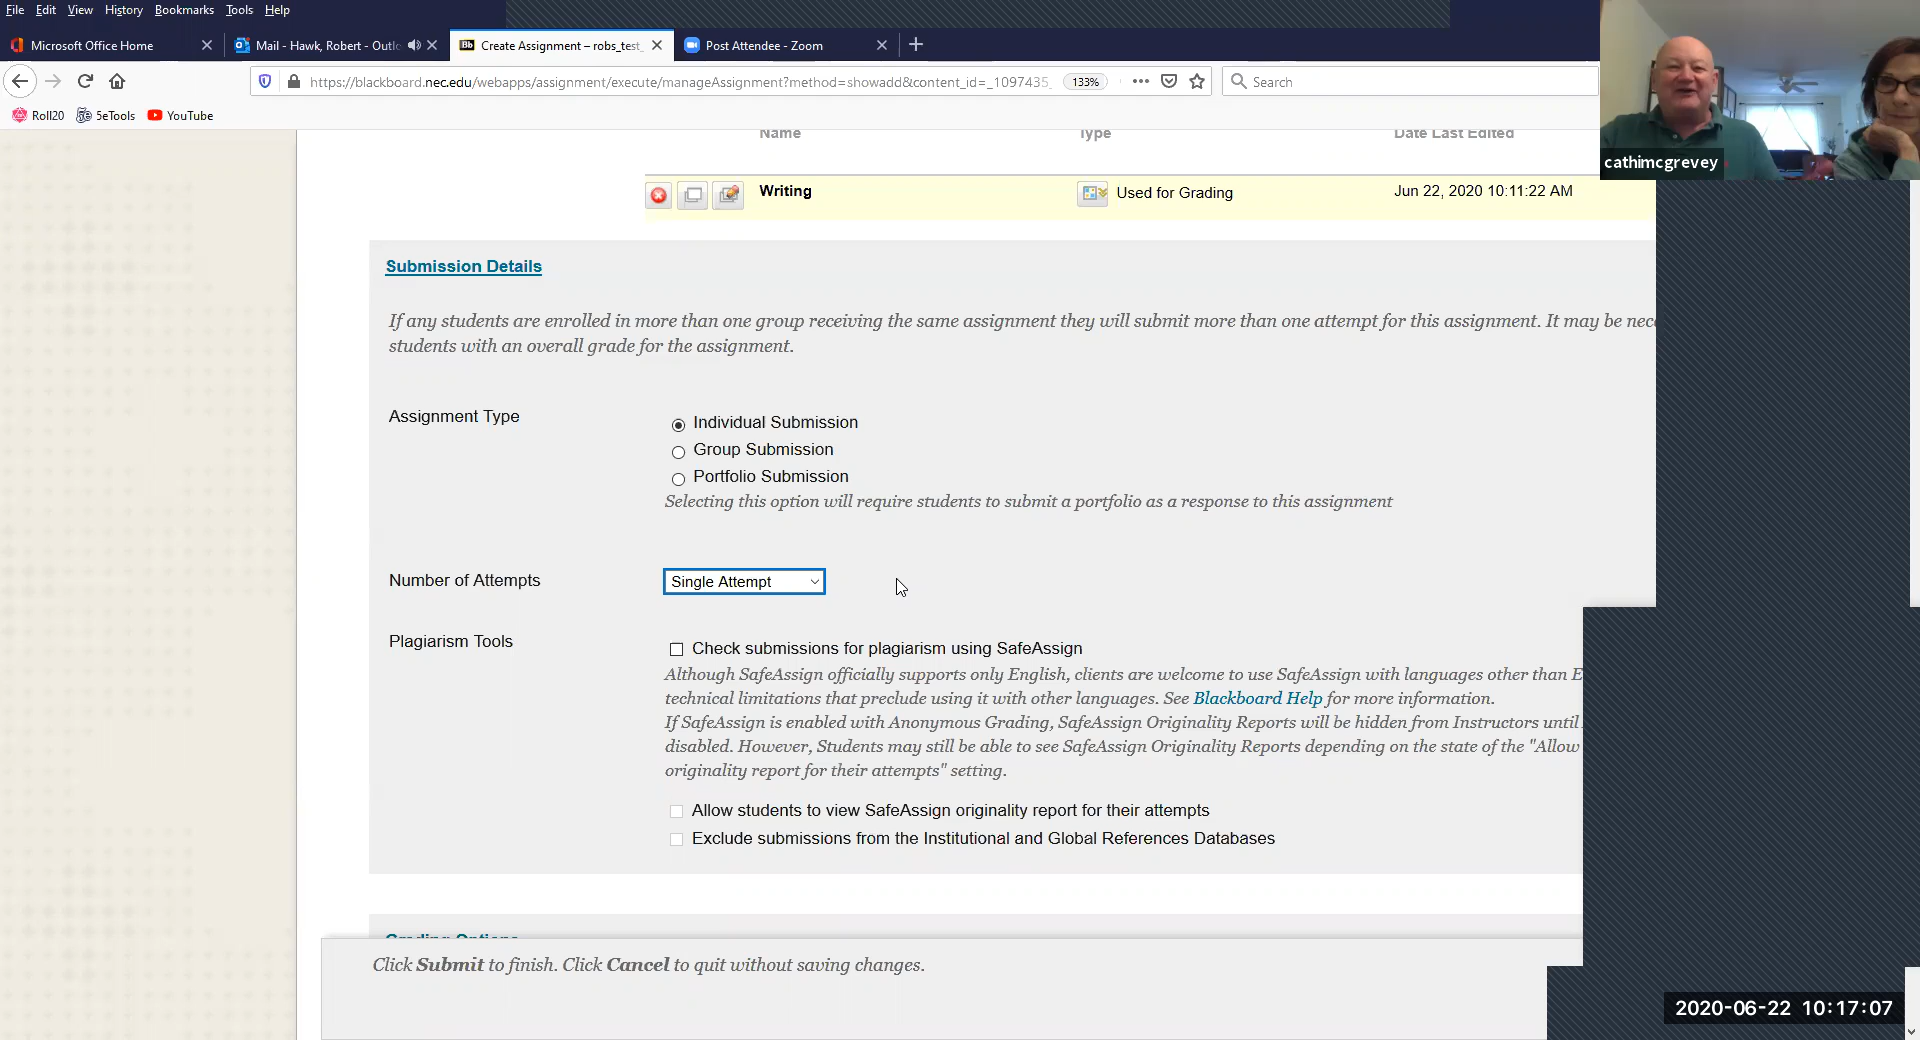 File Edit View History Bookmarks Tools Help
Microsoft Office Home
Mail - Hawk, Robert - Outlo
Create Assignment – robs_test_
Post Attendee - Zoom
https://blackboard.nec.edu/webapps/assignment/execute/manageAssignment?method=showadd&content_id=_1097435_
133%
Search
Roll20 5eTools YouTube
cathimcgrevey
Name Type Date Last Edited
Writing Used for Grading Jun 22, 2020 10:11:22 AM
Submission Details
If any students are enrolled in more than one group receiving the same assignment they will submit more than one attempt for this assignment. It may be nece
students with an overall grade for the assignment.
Assignment Type
Individual Submission
Group Submission
Portfolio Submission
Selecting this option will require students to submit a portfolio as a response to this assignment
Number of Attempts Single Attempt
Plagiarism Tools
Check submissions for plagiarism using SafeAssign
Although SafeAssign officially supports only English, clients are welcome to use SafeAssign with languages other than E
technical limitations that preclude using it with other languages. See Blackboard Help for more information.
If SafeAssign is enabled with Anonymous Grading, SafeAssign Originality Reports will be hidden from Instructors until
disabled. However, Students may still be able to see SafeAssign Originality Reports depending on the state of the "Allow
originality report for their attempts" setting.
Allow students to view SafeAssign originality report for their attempts
Exclude submissions from the Institutional and Global References Databases
Grading Options
Click Submit to finish. Click Cancel to quit without saving changes.
2020-06-22 10:17:07